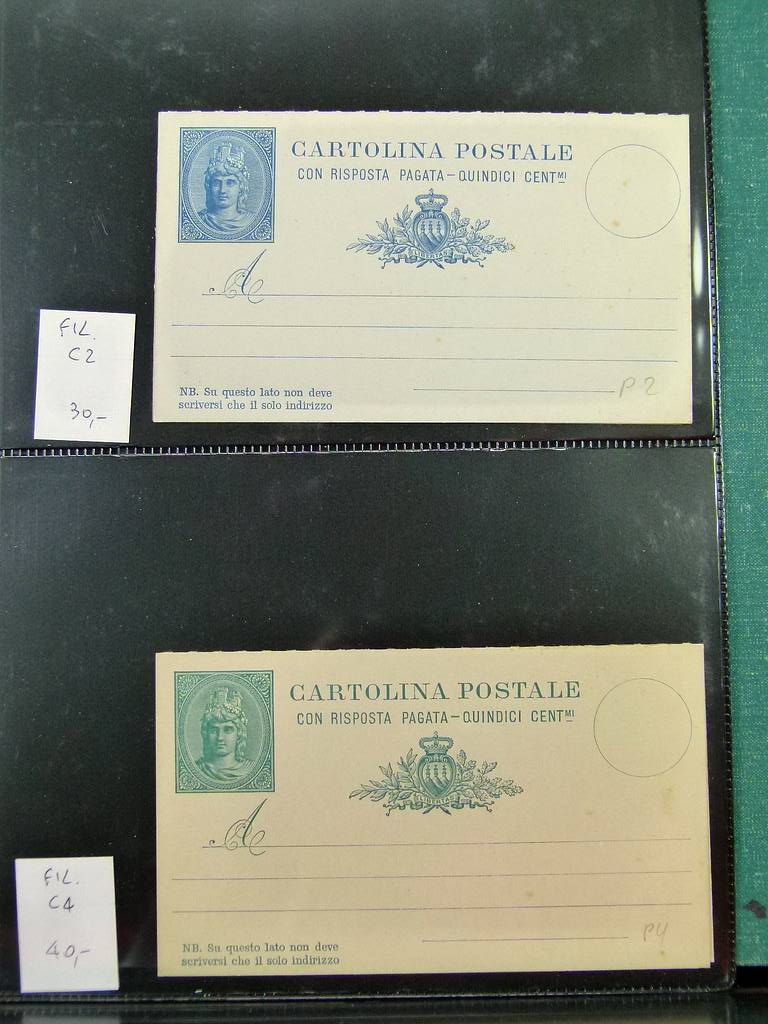 CARTOLINA POSTALE
CON RISPOSTA PAGATA — QUINDICI CENTMI
LIBERTAS
A
NB. Su questo lato non deve
scriversi che il solo indirizzo
P2
FIL.
C2
30,-
CARTOLINA POSTALE
CON RISPOSTA PAGATA — QUINDICI CENTMI
LIBERTAS
A
NB. Su questo lato non deve
scriversi che il solo indirizzo
P4
FIL.
C4
40,-